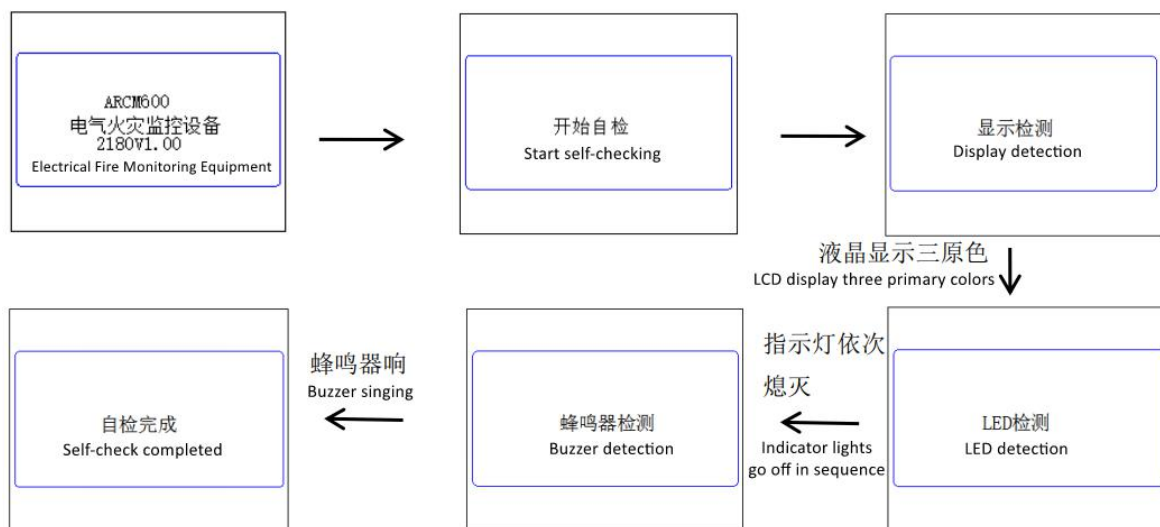 ARCM600
电气火灾监控设备
2180V1.00
Electrical Fire Monitoring Equipment
开始自检
Start self-checking
显示检测
Display detection
液晶显示三原色
LCD display three primary colors
LED检测
LED detection
指示灯依次
熄灭
Indicator lights
go off in sequence
蜂鸣器检测
Buzzer detection
蜂鸣器响
Buzzer singing
自检完成
Self-check completed